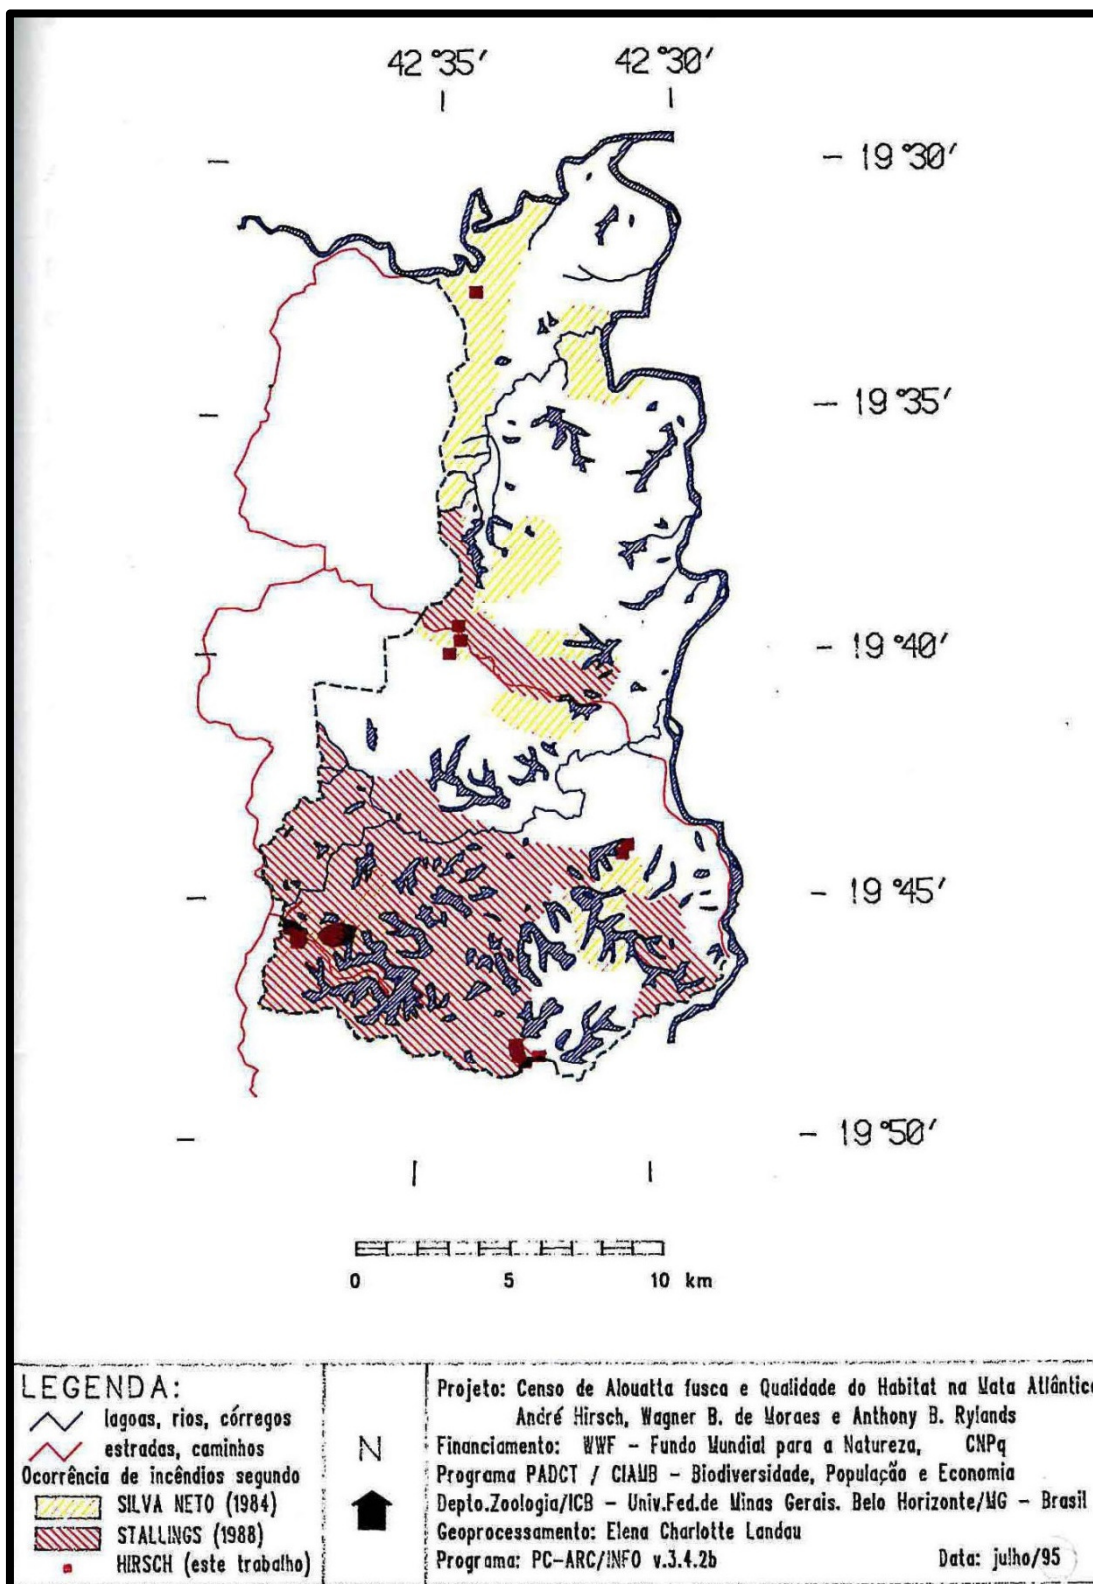 42°35′ 42°30′
19°30′
19°35′
19°40′
19°45′
19°50′
0 5 10 km
LEGENDA:
lagoas, rios, córregos
estradas, caminhos
Ocorrência de incêndios segundo
SILVA NETO (1984)
STALLINGS (1988)
HIRSCH (este trabalho)
N
Projeto: Censo de Alouatta fusca e Qualidade do Habitat na Mata Atlântica
André Hirsch, Wagner B. de Moraes e Anthony B. Rylands
Financiamento: WWF - Fundo Mundial para a Natureza, CNPq
Programa PADCT / CIAMB - Biodiversidade, População e Economia
Depto.Zoologia/ICB - Univ.Fed.de Minas Gerais. Belo Horizonte/MG - Brasil
Geoprocessamento: Elena Charlotte Landau
Programa: PC-ARC/INFO v.3.4.2b Data: julho/95